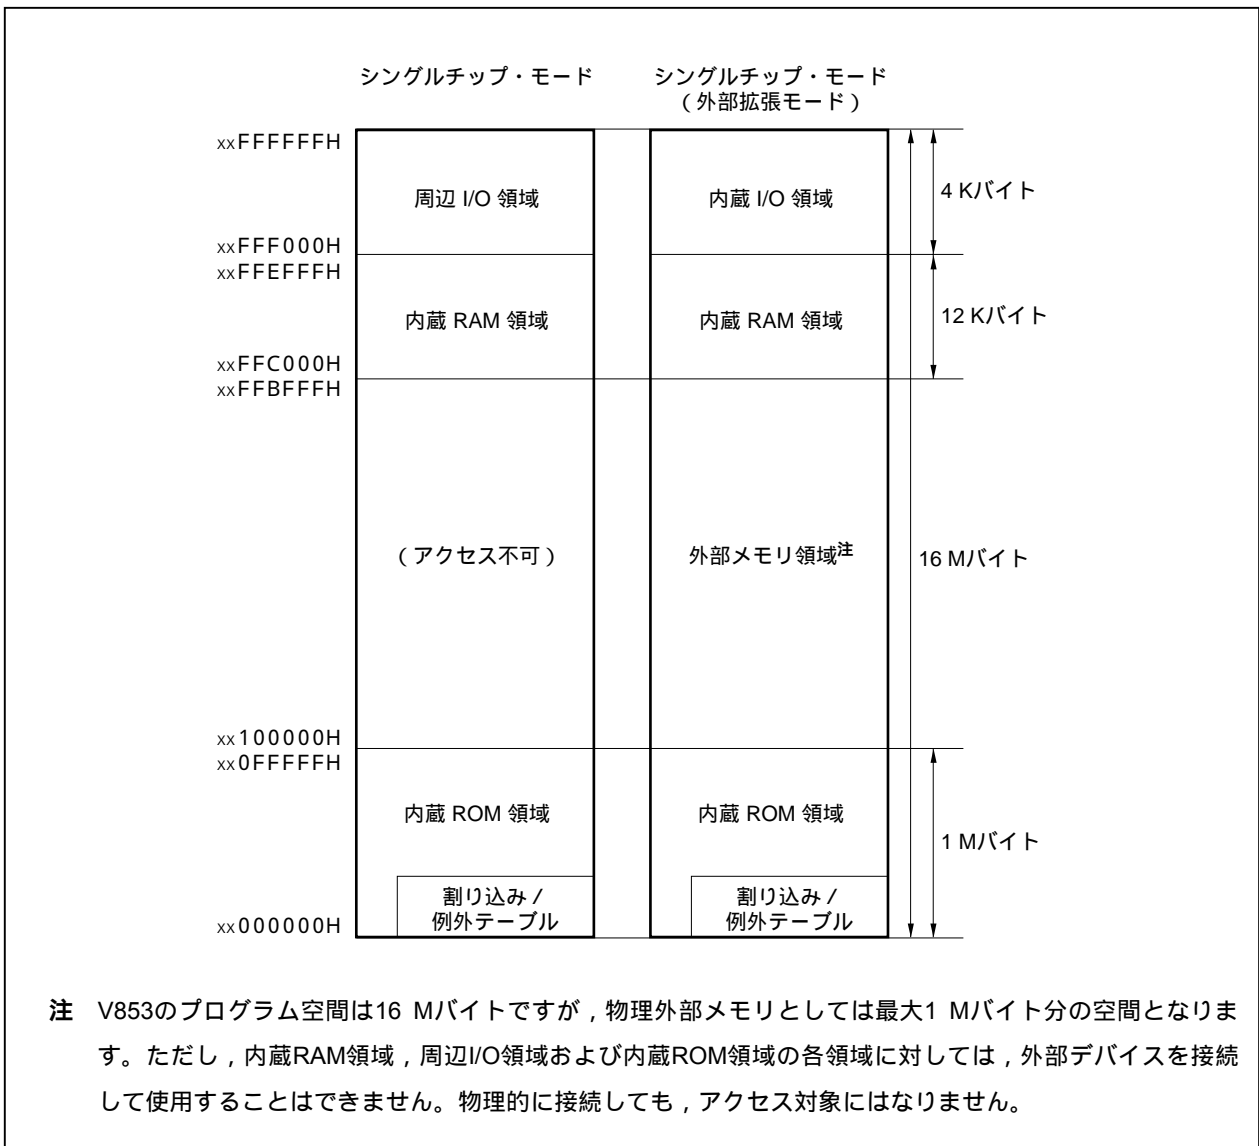 シングルチップ・モード
シングルチップ・モード
（外部拡張モード）
xxFFFFFFH
周辺 I/O 領域
内蔵 I/O 領域
4 Kバイト
xxFFF000H
xxFFEFFFH
内蔵 RAM 領域
内蔵 RAM 領域
12 Kバイト
xxFFC000H
xxFFBFFFH
（アクセス不可）
外部メモリ領域注
16 Mバイト
xx100000H
xx0FFFFFH
内蔵 ROM 領域
内蔵 ROM 領域
1 Mバイト
割り込み／
例外テーブル
割り込み／
例外テーブル
xx000000H
注 V853のプログラム空間は16 Mバイトですが，物理外部メモリとしては最大1 Mバイト分の空間となりま
す。ただし，内蔵RAM領域，周辺I/O領域および内蔵ROM領域の各領域に対しては，外部デバイスを接続
して使用することはできません。物理的に接続しても，アクセス対象にはなりません。